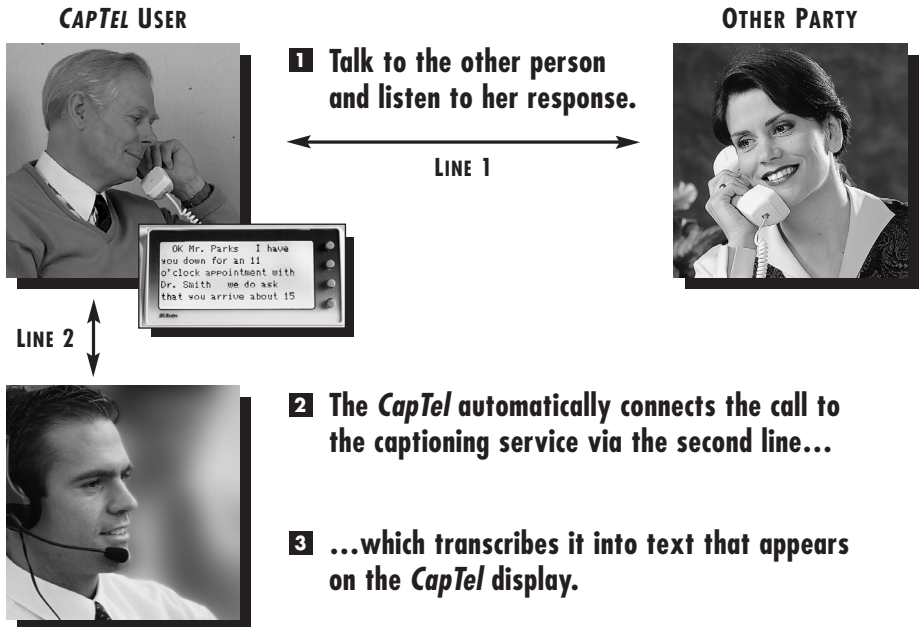 CAPTEL USER
OTHER PARTY
1 Talk to the other person
and listen to her response.
LINE 1
OK Mr. Parks I have
you down for an 11
o'clock appointment with
Dr. Smith we do ask
that you arrive about 15
LINE 2
2 The CapTel automatically connects the call to
the captioning service via the second line...
3 ...which transcribes it into text that appears
on the CapTel display.